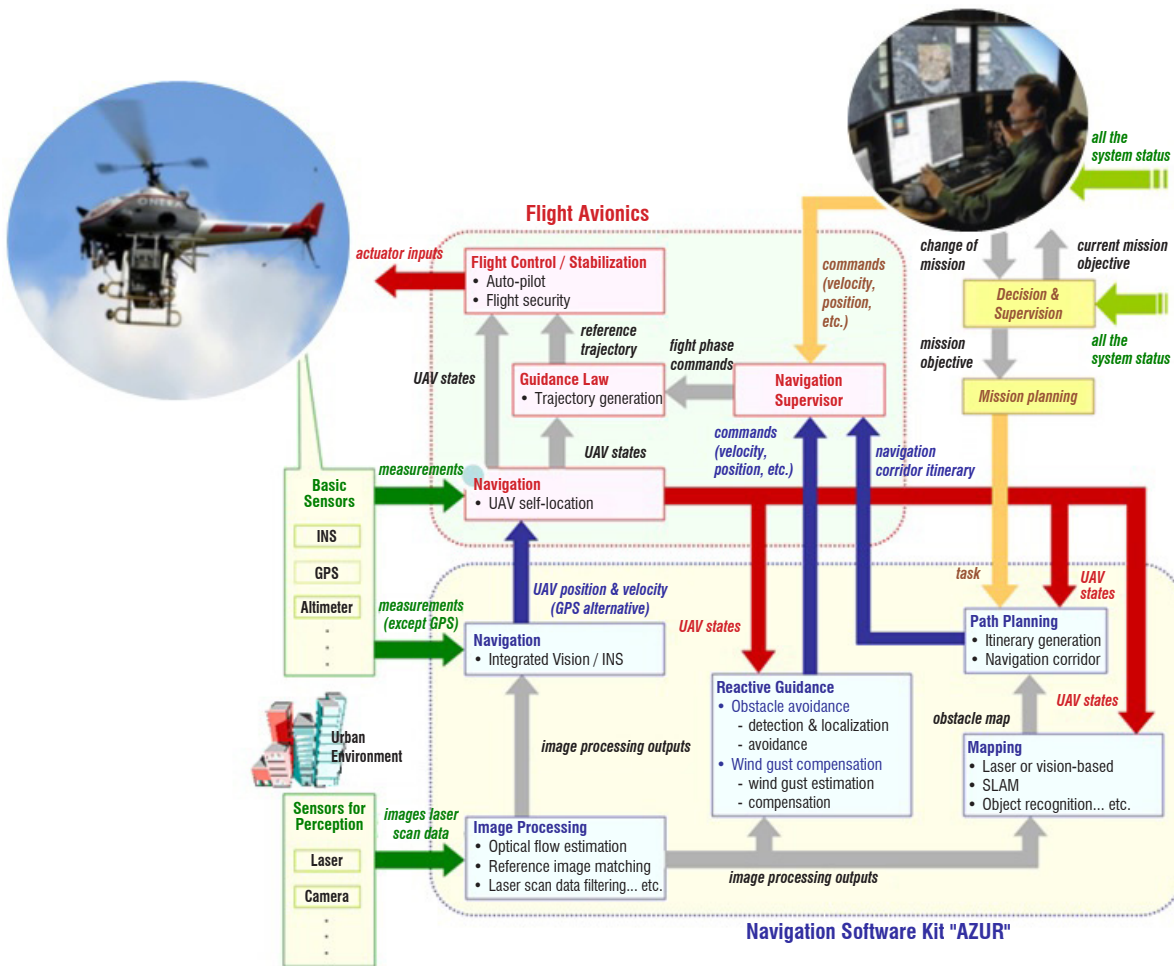 ONERA
all the
system status
Flight Avionics
actuator inputs
Flight Control / Stabilization
• Auto-pilot
• Flight security
commands
(velocity,
position,
etc.)
change of
mission
current mission
objective
Decision &
Supervision
all the
system status
mission
objective
Mission planning
reference
trajectory
UAV states
fight phase
commands
Guidance Law
• Trajectory generation
Navigation
Supervisor
UAV states
commands
(velocity,
position, etc.)
navigation
corridor itinerary
measurements
Navigation
• UAV self-location
Basic
Sensors
INS
GPS
Altimeter
measurements
(except GPS)
UAV position & velocity
(GPS alternative)
Navigation
• Integrated Vision / INS
UAV states
task
UAV
states
Path Planning
• Itinerary generation
• Navigation corridor
Reactive Guidance
• Obstacle avoidance
- detection & localization
- avoidance
• Wind gust compensation
- wind gust estimation
- compensation
obstacle map
UAV states
Mapping
• Laser or vision-based
• SLAM
• Object recognition... etc.
Urban
Environment
image processing outputs
Sensors for
Perception
Laser
Camera
images laser
scan data
Image Processing
• Optical flow estimation
• Reference image matching
• Laser scan data filtering... etc.
image processing outputs
Navigation Software Kit "AZUR"